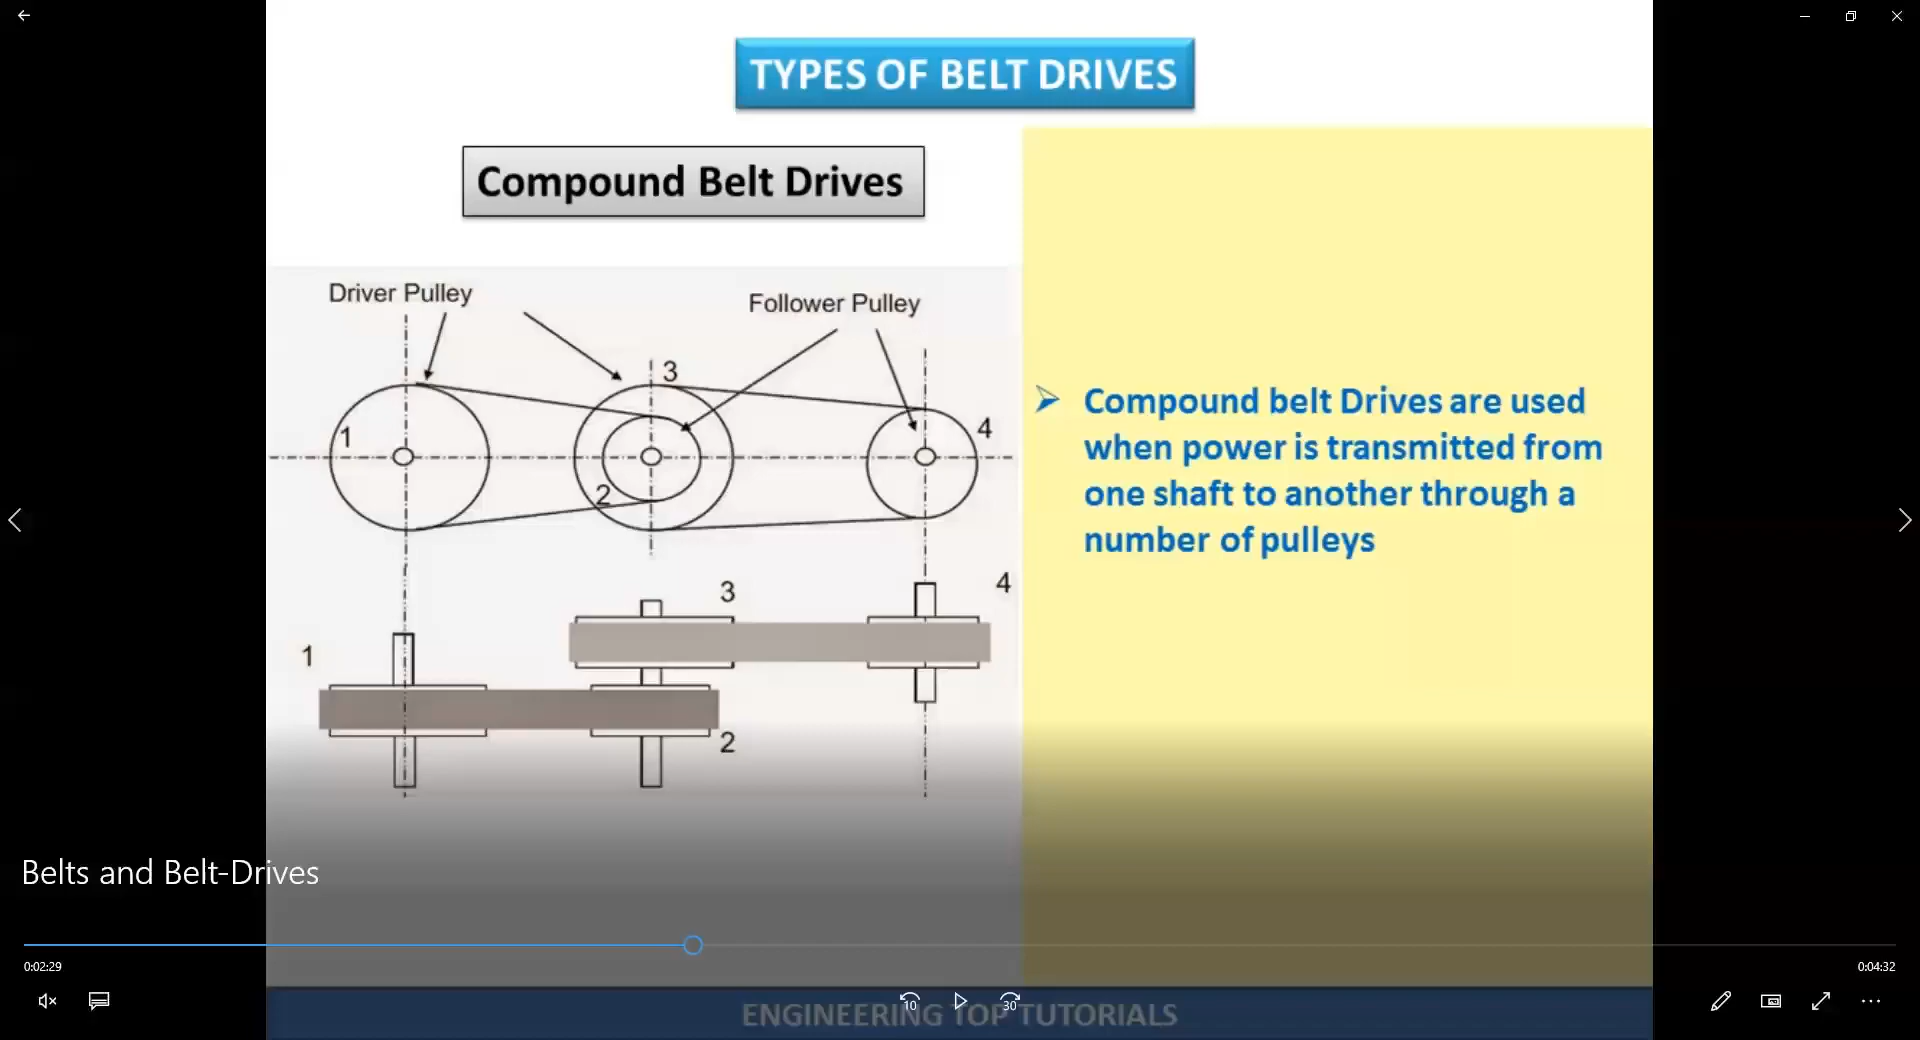 TYPES OF BELT DRIVES
Compound Belt Drives
Driver Pulley
Follower Pulley
3
1
4
2
3
4
1
2
Compound belt Drives are used
when power is transmitted from
one shaft to another through a
number of pulleys
Belts and Belt-Drives
0:02:29
0:04:32
10
30
ENGINEERING TOP TUTORIALS